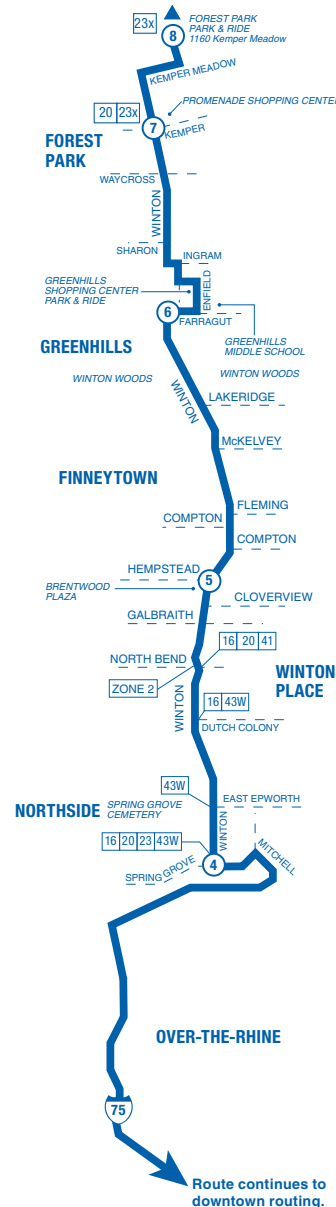 23x
FOREST PARK
PARK & RIDE
1160 Kemper Meadow
8
KEMPER MEADOW
PROMENADE SHOPPING CENTER
20 23x
7
KEMPER
FOREST
PARK
WAYCROSS
WINTON
SHARON
INGRAM
GREENHILLS
SHOPPING CENTER
PARK & RIDE
ENFIELD
6
FARRAGUT
GREENHILLS
GREENHILLS
MIDDLE SCHOOL
WINTON WOODS
WINTON WOODS
WINTON
LAKERIDGE
McKELVEY
FINNEYTOWN
FLEMING
COMPTON
COMPTON
HEMPSTEAD
5
BRENTWOOD
PLAZA
CLOVERVIEW
GALBRAITH
16 20 41
NORTH BEND
ZONE 2
WINTON
PLACE
WINTON
16 43W
DUTCH COLONY
43W
EAST EPWORTH
NORTHSIDE
SPRING GROVE
CEMETERY
WINTON
16 20 23 43W
MITCHELL
4
SPRING GROVE
OVER-THE-RHINE
75
Route continues to
downtown routing.